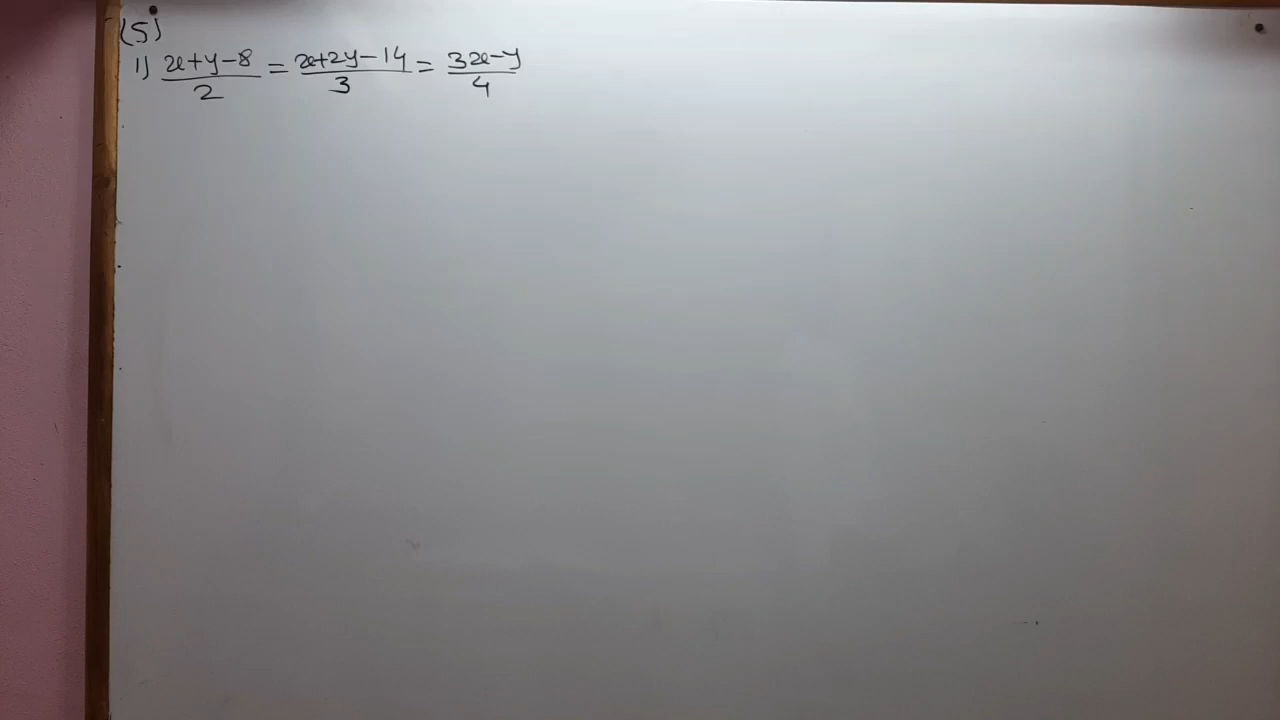 (5)
1) x+y-8/2 = x+2y-14/3 = 3x-y/4